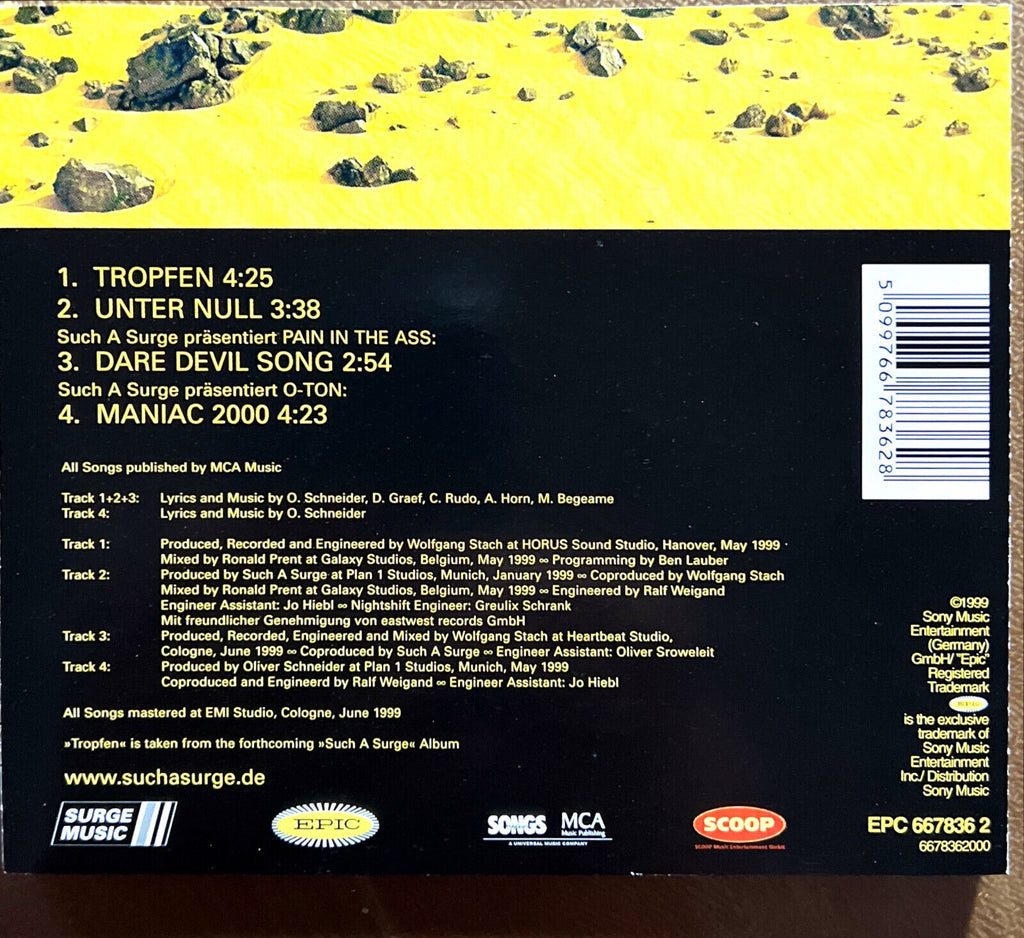 1. TROPFEN 4:25
2. UNTER NULL 3:38
Such A Surge präsentiert PAIN IN THE ASS:
3. DARE DEVIL SONG 2:54
Such A Surge präsentiert O-TON:
4. MANIAC 2000 4:23
All Songs published by MCA Music
Track 1+2+3: Lyrics and Music by O. Schneider, D. Graef, C. Rudo, A. Horn, M. Begeame
Track 4: Lyrics and Music by O. Schneider
Track 1: Produced, Recorded and Engineered by Wolfgang Stach at HORUS Sound Studio, Hanover, May 1999
Mixed by Ronald Prent at Galaxy Studios, Belgium, May 1999 ∞ Programming by Ben Lauber
Track 2: Produced by Such A Surge at Plan 1 Studios, Munich, January 1999 ∞ Coproduced by Wolfgang Stach
Mixed by Ronald Prent at Galaxy Studios, Belgium, May 1999 ∞ Engineered by Ralf Weigand
Engineer Assistant: Jo Hiebl ∞ Nightshift Engineer: Greulix Schrank
Mit freundlicher Genehmigung von eastwest records GmbH
Track 3: Produced, Recorded, Engineered and Mixed by Wolfgang Stach at Heartbeat Studio,
Cologne, June 1999 ∞ Coproduced by Such A Surge ∞ Engineer Assistant: Oliver Sroweleit
Track 4: Produced by Oliver Schneider at Plan 1 Studios, Munich, May 1999
Coproduced and Engineerd by Ralf Weigand ∞ Engineer Assistant: Jo Hiebl
All Songs mastered at EMI Studio, Cologne, June 1999
»Tropfen« is taken from the forthcoming »Such A Surge« Album
www.suchasurge.de
SURGE
MUSIC
EPIC
SONGS MCA
Music Publishing
A UNIVERSAL MUSIC COMPANY
SCOOP
SCOOP Music Entertainment GmbH
5 099766 783628
©1999
Sony Music
Entertainment
(Germany)
GmbH/ "Epic"
Registered
Trademark
EPIC
is the exclusive
trademark of
Sony Music
Entertainment
Inc./ Distribution
Sony Music
EPC 667836 2
6678362000